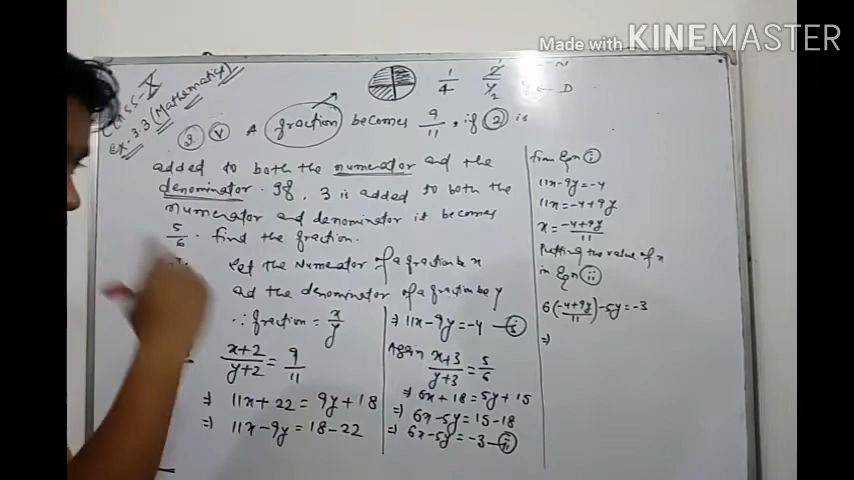 Made with KINEMASTER
CLASS-X
Ex-3.3 (Mathematics)
1/4 2/
D
3 (v) A fraction becomes 9/11, if 2 is
added to both the numerator and the
denominator. If, 3 is added to both the
numerator and denominator it becomes
5/6. find the fraction.
Let the Numerator of a fraction be x
ad the denominator of a fraction be y
∴ fraction = x/y
(x+2)/(y+2) = 9/11
⇒ 11x+22 = 9y+18
⇒ 11x-9y = 18-22
⇒ 11x-9y = -4 — (i)
Again (x+3)/(y+3) = 5/6
⇒ 6x+18 = 5y+15
⇒ 6x-5y = 15-18
⇒ 6x-5y = -3 — (ii)
from Eqn (i)
11x-9y = -4
11x = -4+9y
x = (-4+9y)/11
Putting the value of x
in Eqn (ii)
6((-4+9y)/11) -5y = -3
⇒